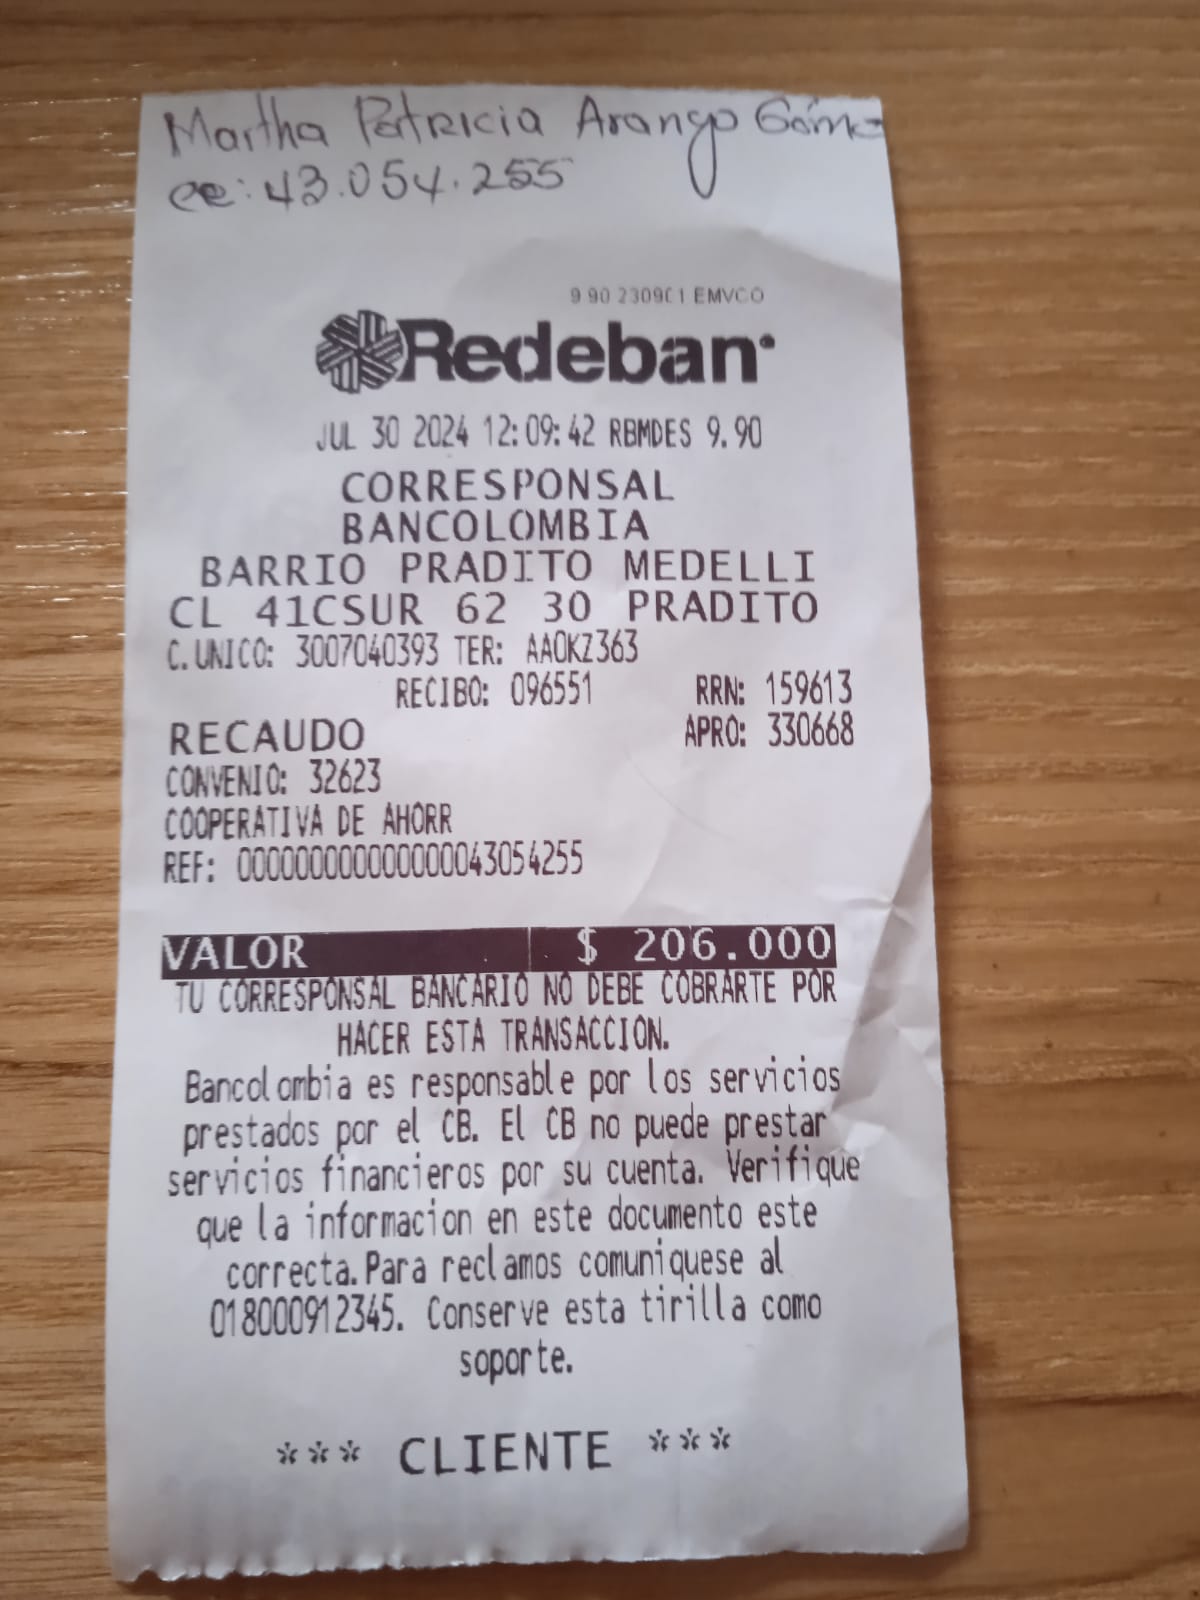 Martha Patricia Arango Gómez
cc: 43.054.255
9 90 230901 EMVCO
Redeban
JUL 30 2024 12:09:42 RBMDES 9.90
CORRESPONSAL
BANCOLOMBIA
BARRIO PRADITO MEDELLI
CL 41CSUR 62 30 PRADITO
C.UNICO: 3007040393 TER: AAOKZ363
RECIBO: 096551 RRN: 159613
RECAUDO APRO: 330668
CONVENIO: 32623
COOPERATIVA DE AHORR
REF: 000000000000000043054255
VALOR $ 206.000
TU CORRESPONSAL BANCARIO NO DEBE COBRARTE POR
HACER ESTA TRANSACCION.
Bancolombia es responsable por los servicios
prestados por el CB. El CB no puede prestar
servicios financieros por su cuenta. Verifique
que la informacion en este documento este
correcta.Para reclamos comuniquese al
018000912345. Conserve esta tirilla como
soporte.
*** CLIENTE ***